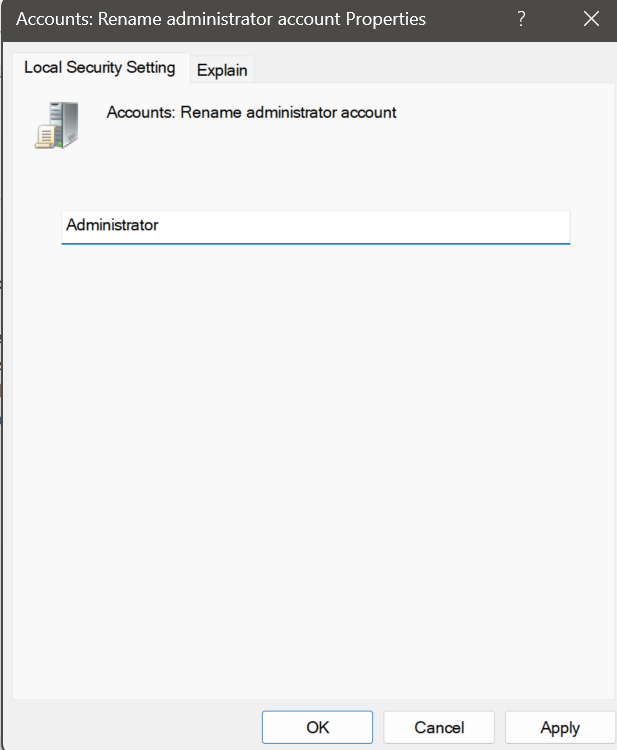 Accounts: Rename administrator account Properties ?
Local Security Setting Explain
Accounts: Rename administrator account
Administrator
OK Cancel Apply